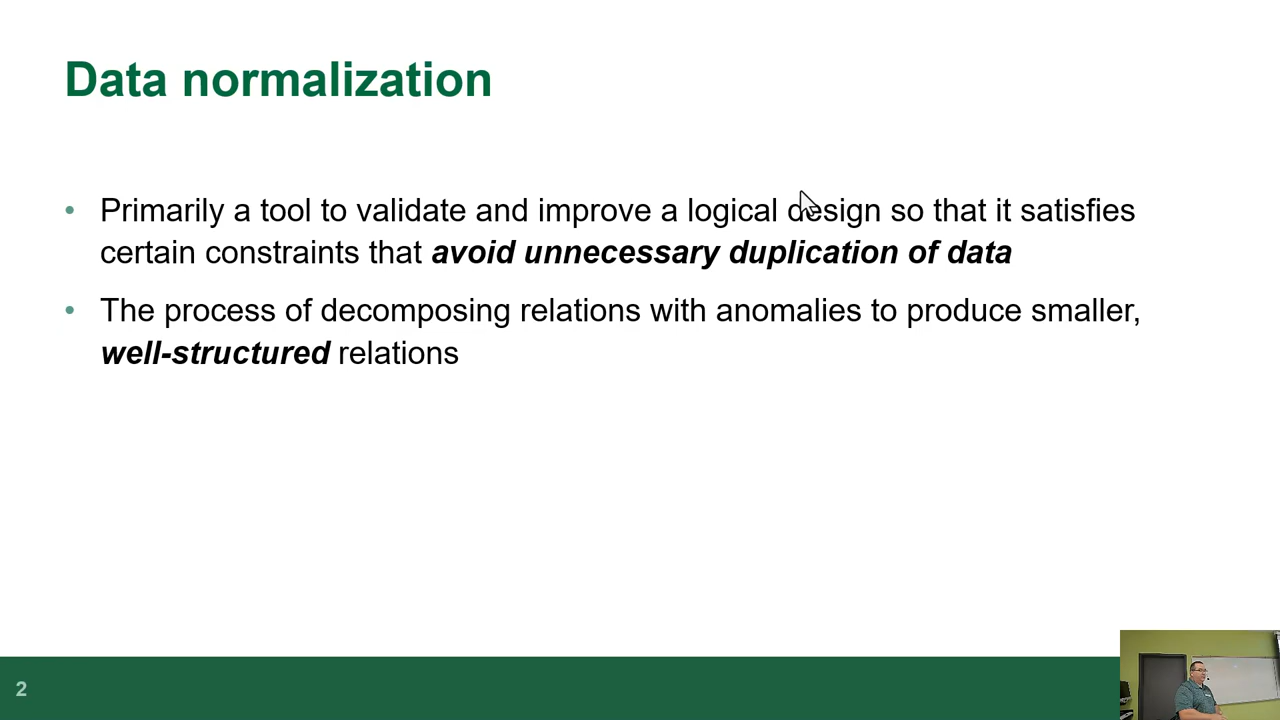 Data normalization
• Primarily a tool to validate and improve a logical design so that it satisfies
certain constraints that avoid unnecessary duplication of data
• The process of decomposing relations with anomalies to produce smaller,
well-structured relations
2